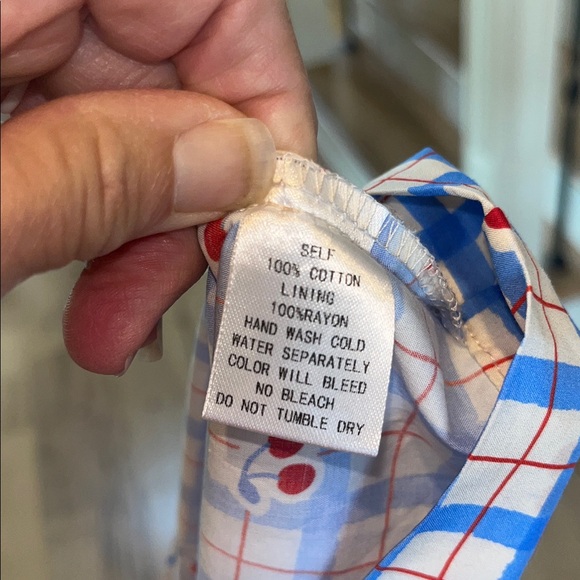 SELF
100% COTTON
LINING
100%RAYON
HAND WASH COLD
WATER SEPARATELY
COLOR WILL BLEED
NO BLEACH
DO NOT TUMBLE DRY